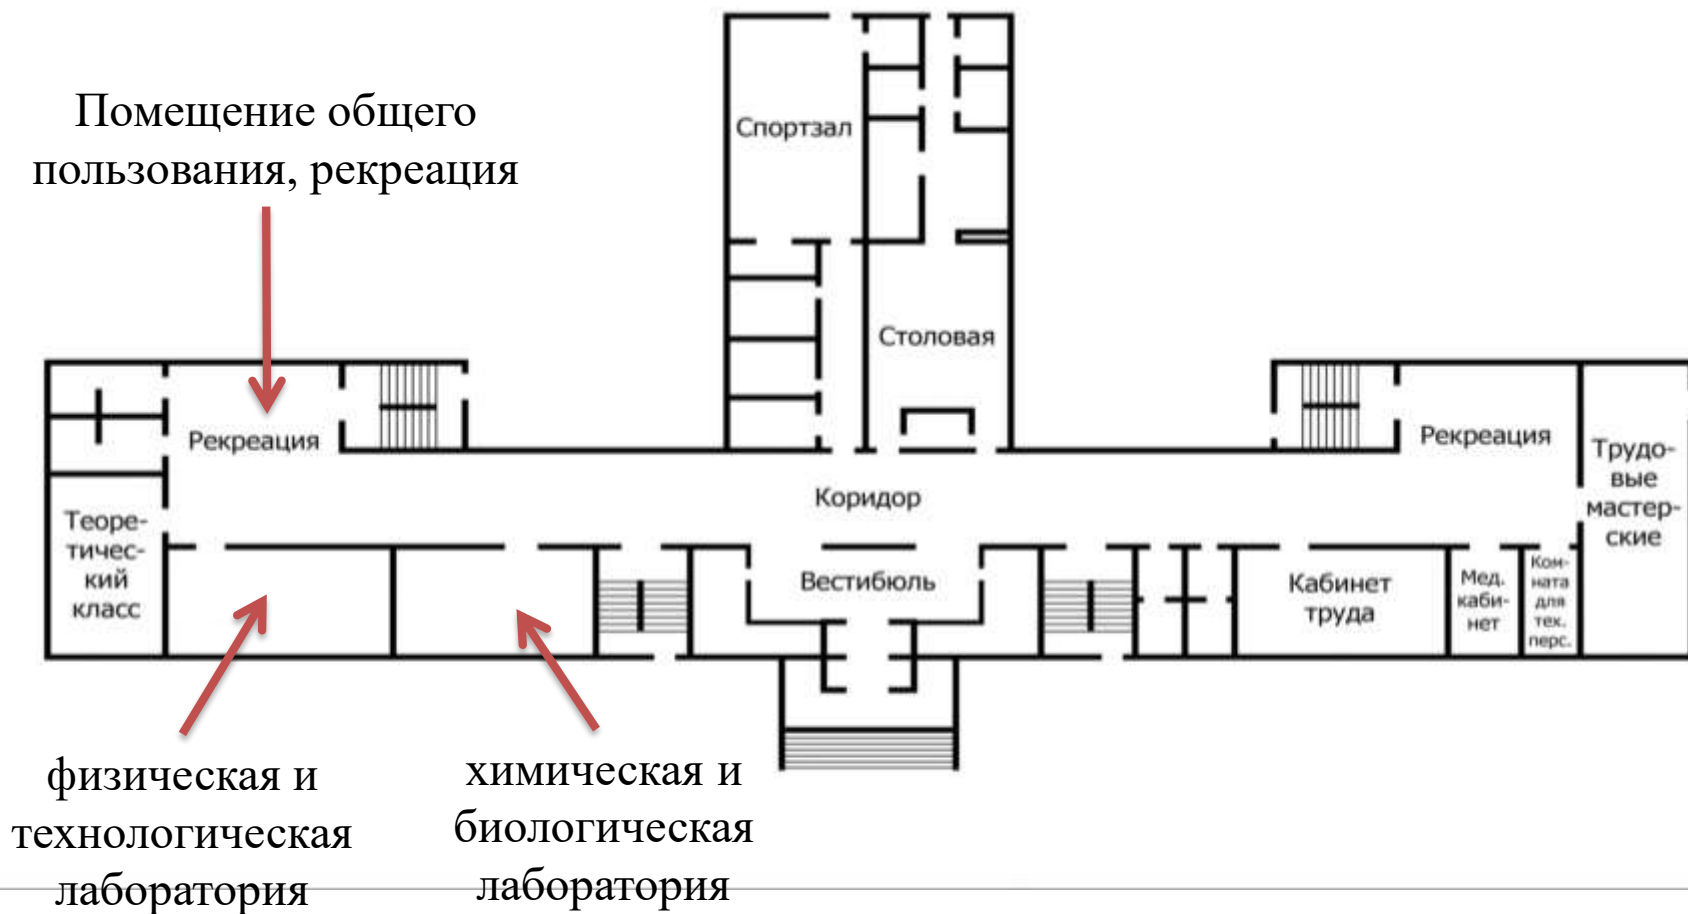 Помещение общего
пользования, рекреация
Спортзал
Столовая
Рекреация
Рекреация
Трудо-
вые
мастер-
ские
Коридор
Теоре-
тичес-
кий
класс
Вестибюль
Кабинет
труда
Мед.
каби-
нет
Ком-
ната
для
тех.
перс.
физическая и
технологическая
лаборатория
химическая и
биологическая
лаборатория